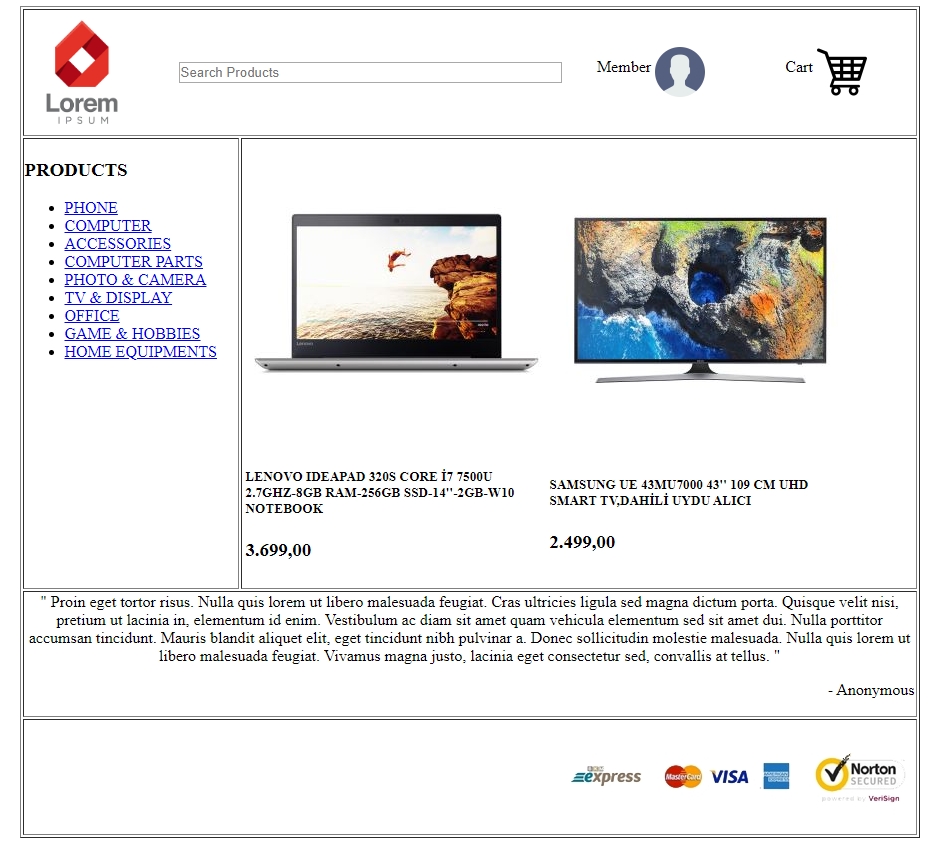 Lorem
IPSUM
Search Products
Member
Cart
PRODUCTS
PHONE
COMPUTER
ACCESSORIES
COMPUTER PARTS
PHOTO & CAMERA
TV & DISPLAY
OFFICE
GAME & HOBBIES
HOME EQUIPMENTS
LENOVO IDEAPAD 320S CORE İ7 7500U
2.7GHZ-8GB RAM-256GB SSD-14''-2GB-W10
NOTEBOOK
3.699,00
SAMSUNG UE 43MU7000 43'' 109 CM UHD
SMART TV,DAHİLİ UYDU ALICI
2.499,00
" Proin eget tortor risus. Nulla quis lorem ut libero malesuada feugiat. Cras ultricies ligula sed magna dictum porta. Quisque velit nisi,
pretium ut lacinia in, elementum id enim. Vestibulum ac diam sit amet quam vehicula elementum sed sit amet dui. Nulla porttitor
accumsan tincidunt. Mauris blandit aliquet elit, eget tincidunt nibh pulvinar a. Donec sollicitudin molestie malesuada. Nulla quis lorem ut
libero malesuada feugiat. Vivamus magna justo, lacinia eget consectetur sed, convallis at tellus. "
- Anonymous
express
MasterCard
VISA
AMERICAN EXPRESS
Norton
SECURED
powered by VeriSign